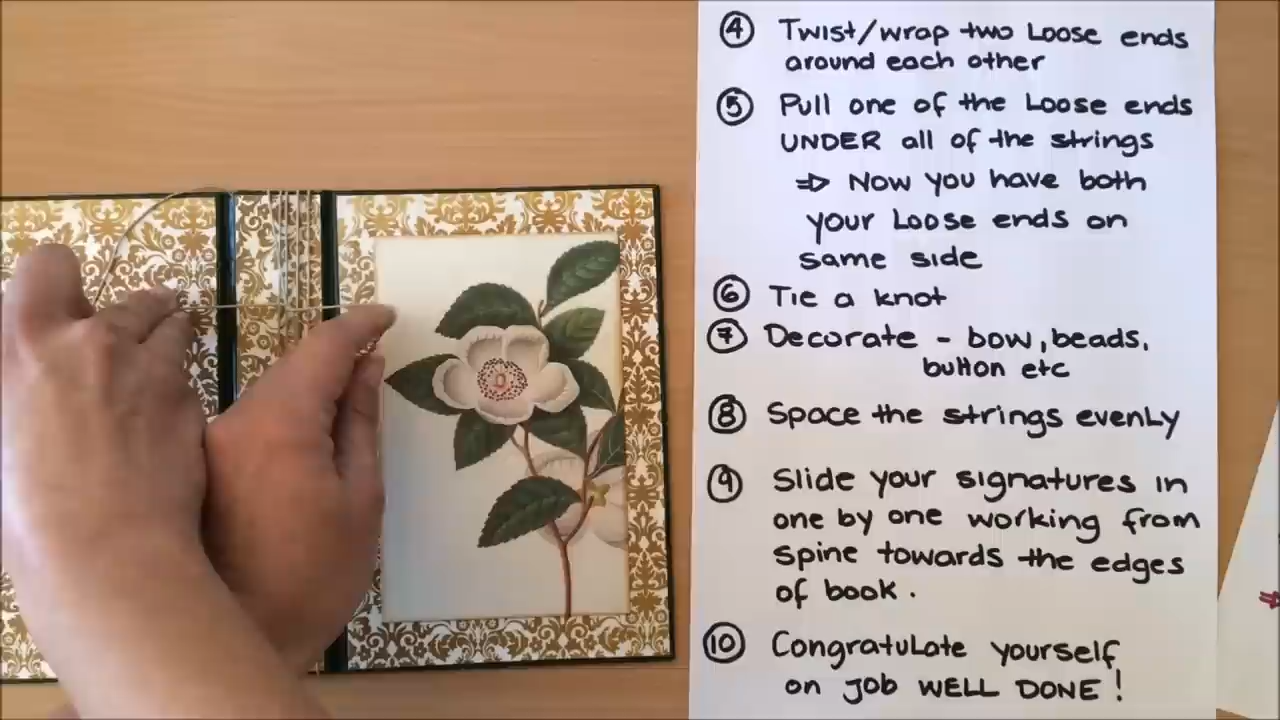 ④ Twist/wrap two Loose ends
around each other
⑤ Pull one of the Loose ends
UNDER all of the strings
⇒ Now you have both
your Loose ends on
same side
⑥ Tie a knot
⑦ Decorate - bow, beads,
button etc
⑧ Space the strings evenly
⑨ Slide your signatures in
one by one working from
spine towards the edges
of book.
⑩ Congratulate yourself
on job WELL DONE!